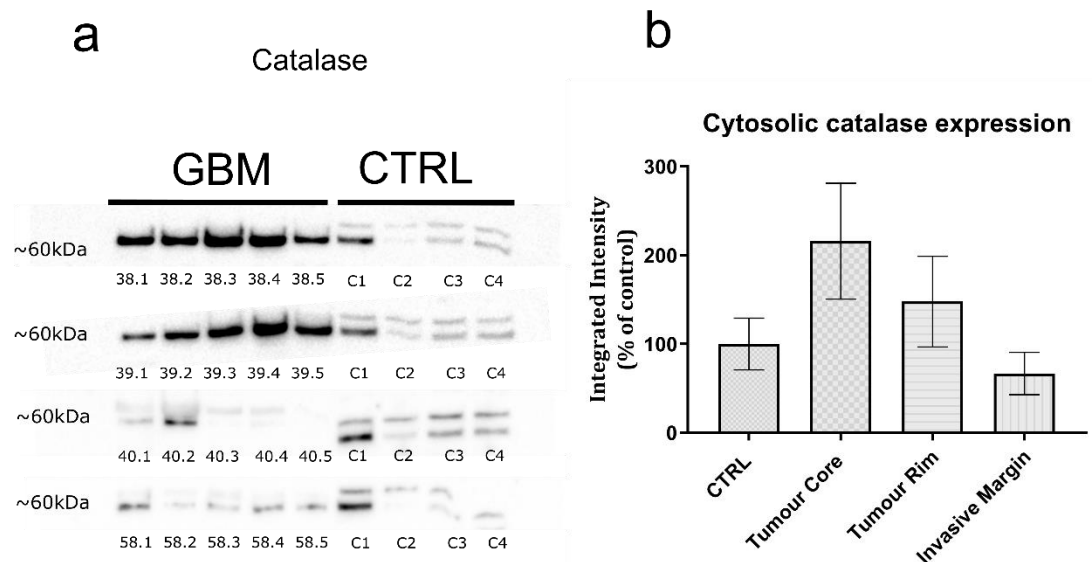 a
Catalase
GBM CTRL
~60kDa
38.1 38.2 38.3 38.4 38.5 C1 C2 C3 C4
~60kDa
39.1 39.2 39.3 39.4 39.5 C1 C2 C3 C4
~60kDa
40.1 40.2 40.3 40.4 40.5 C1 C2 C3 C4
~60kDa
58.1 58.2 58.3 58.4 58.5 C1 C2 C3 C4
b
Cytosolic catalase expression
Integrated Intensity
(% of control)
300
200
100
0
CTRL
Tumour Core
Tumour Rim
Invasive Margin